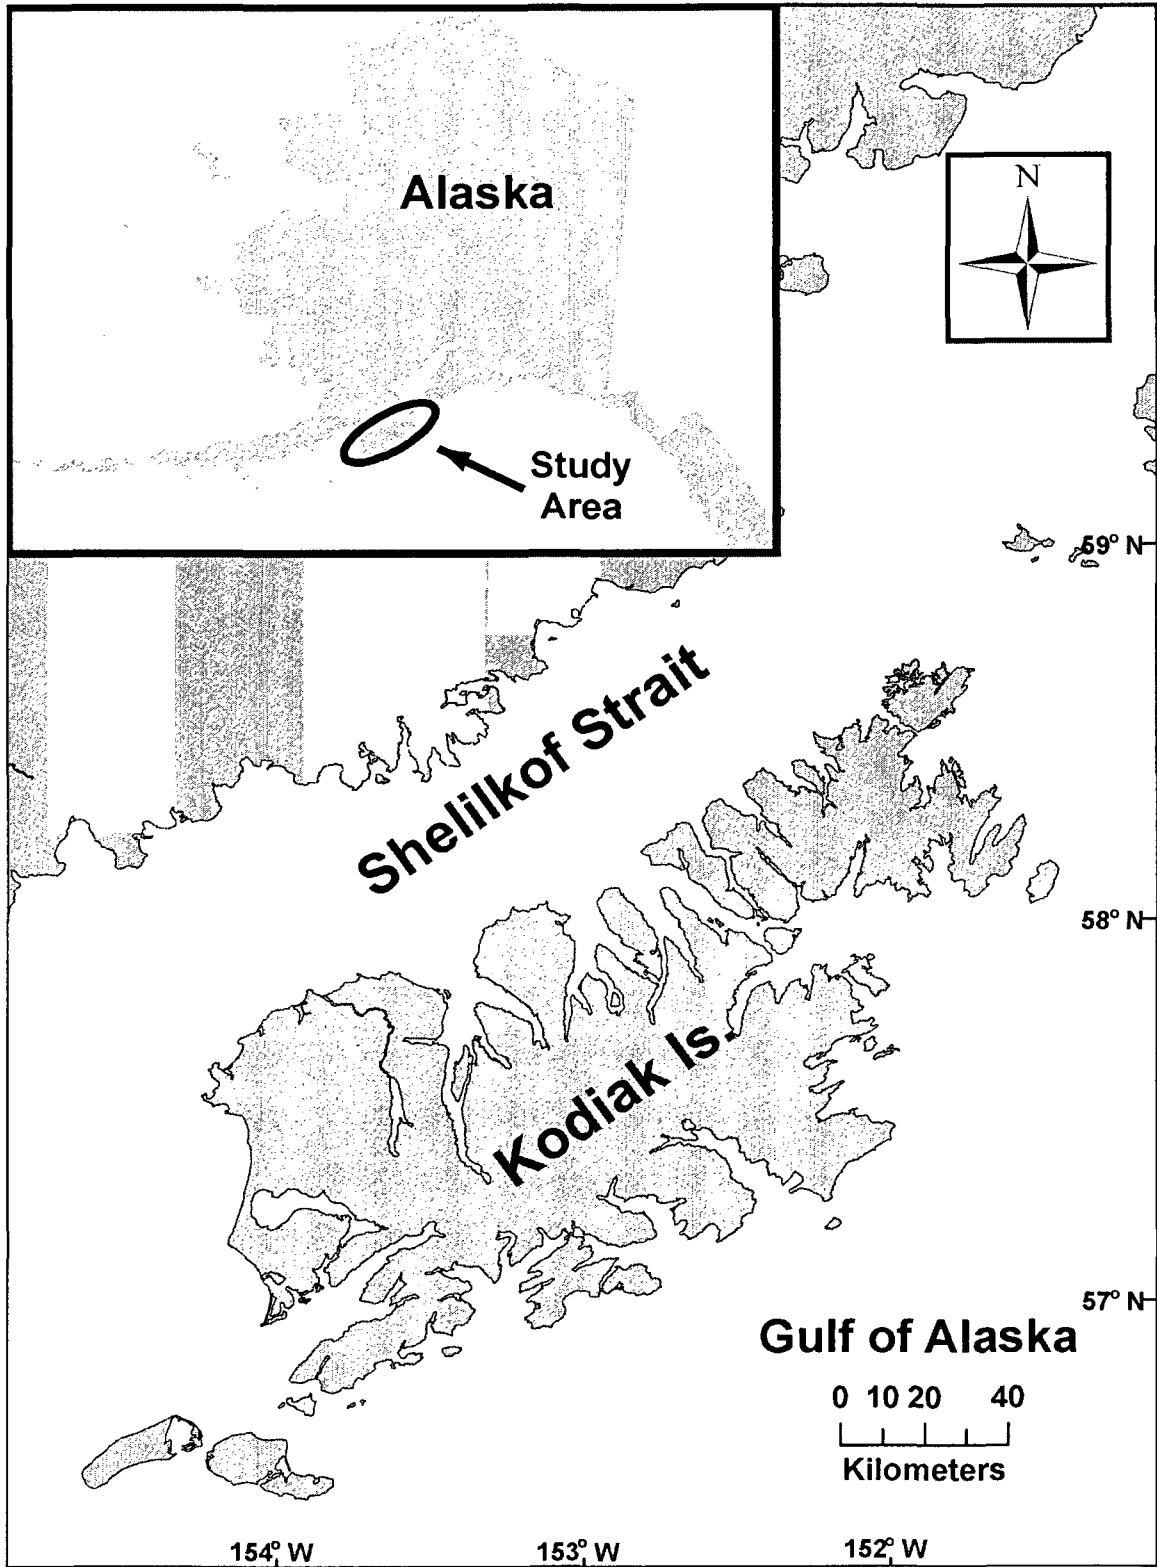 Alaska
Study
Area
N
59° N
Shelilkof Strait
58° N
Kodiak Is.
57° N
Gulf of Alaska
0 10 20 40
Kilometers
154° W 153° W 152° W